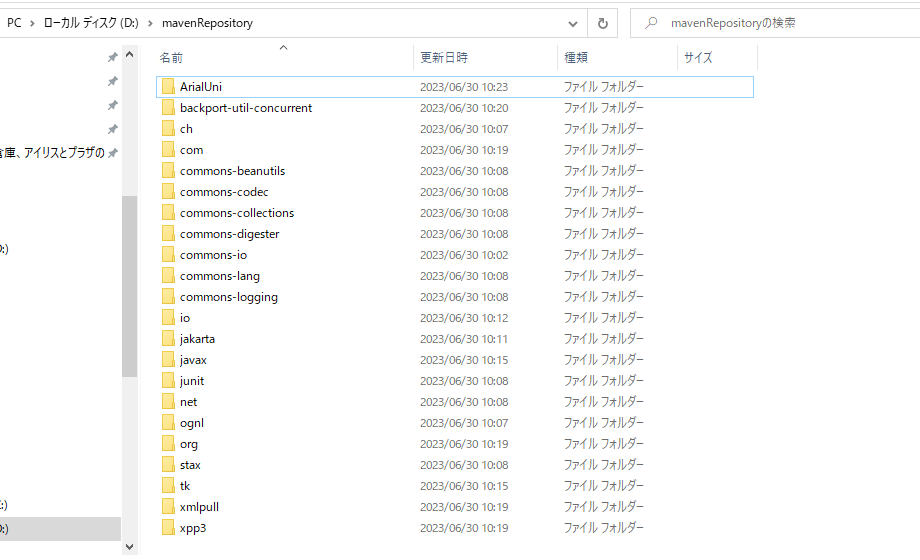 PC > ローカル ディスク (D:) > mavenRepository
mavenRepositoryの検索
名前 更新日時 種類 サイズ
ArialUni 2023/06/30 10:23 ファイル フォルダー
backport-util-concurrent 2023/06/30 10:20 ファイル フォルダー
ch 2023/06/30 10:07 ファイル フォルダー
com 2023/06/30 10:19 ファイル フォルダー
倉庫、アイリスとプラザの commons-beanutils 2023/06/30 10:08 ファイル フォルダー
commons-codec 2023/06/30 10:08 ファイル フォルダー
commons-collections 2023/06/30 10:08 ファイル フォルダー
commons-digester 2023/06/30 10:08 ファイル フォルダー
:) commons-io 2023/06/30 10:02 ファイル フォルダー
commons-lang 2023/06/30 10:08 ファイル フォルダー
commons-logging 2023/06/30 10:08 ファイル フォルダー
io 2023/06/30 10:12 ファイル フォルダー
jakarta 2023/06/30 10:11 ファイル フォルダー
javax 2023/06/30 10:15 ファイル フォルダー
junit 2023/06/30 10:08 ファイル フォルダー
net 2023/06/30 10:08 ファイル フォルダー
ognl 2023/06/30 10:07 ファイル フォルダー
org 2023/06/30 10:19 ファイル フォルダー
stax 2023/06/30 10:08 ファイル フォルダー
tk 2023/06/30 10:15 ファイル フォルダー
:) xmlpull 2023/06/30 10:19 ファイル フォルダー
:) xpp3 2023/06/30 10:19 ファイル フォルダー